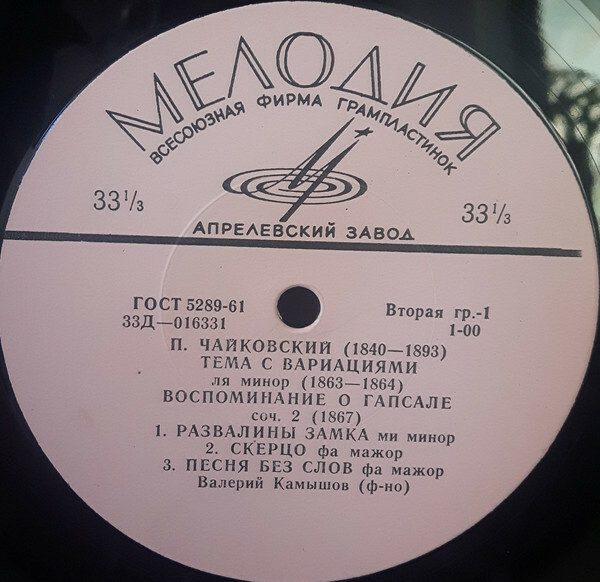 МЕЛОДИЯ
ВСЕСОЮЗНАЯ ФИРМА ГРАМПЛАСТИНОК
33 1/3
33 1/3
АПРЕЛЕВСКИЙ ЗАВОД
ГОСТ 5289-61
Вторая гр.-1
33Д—016331
1-00
П. ЧАЙКОВСКИЙ (1840—1893)
ТЕМА С ВАРИАЦИЯМИ
ля минор (1863—1864)
ВОСПОМИНАНИЕ О ГАПСАЛЕ
соч. 2 (1867)
1. РАЗВАЛИНЫ ЗАМКА ми минор
2. СКЕРЦО фа мажор
3. ПЕСНЯ БЕЗ СЛОВ фа мажор
Валерий Камышов (ф-но)